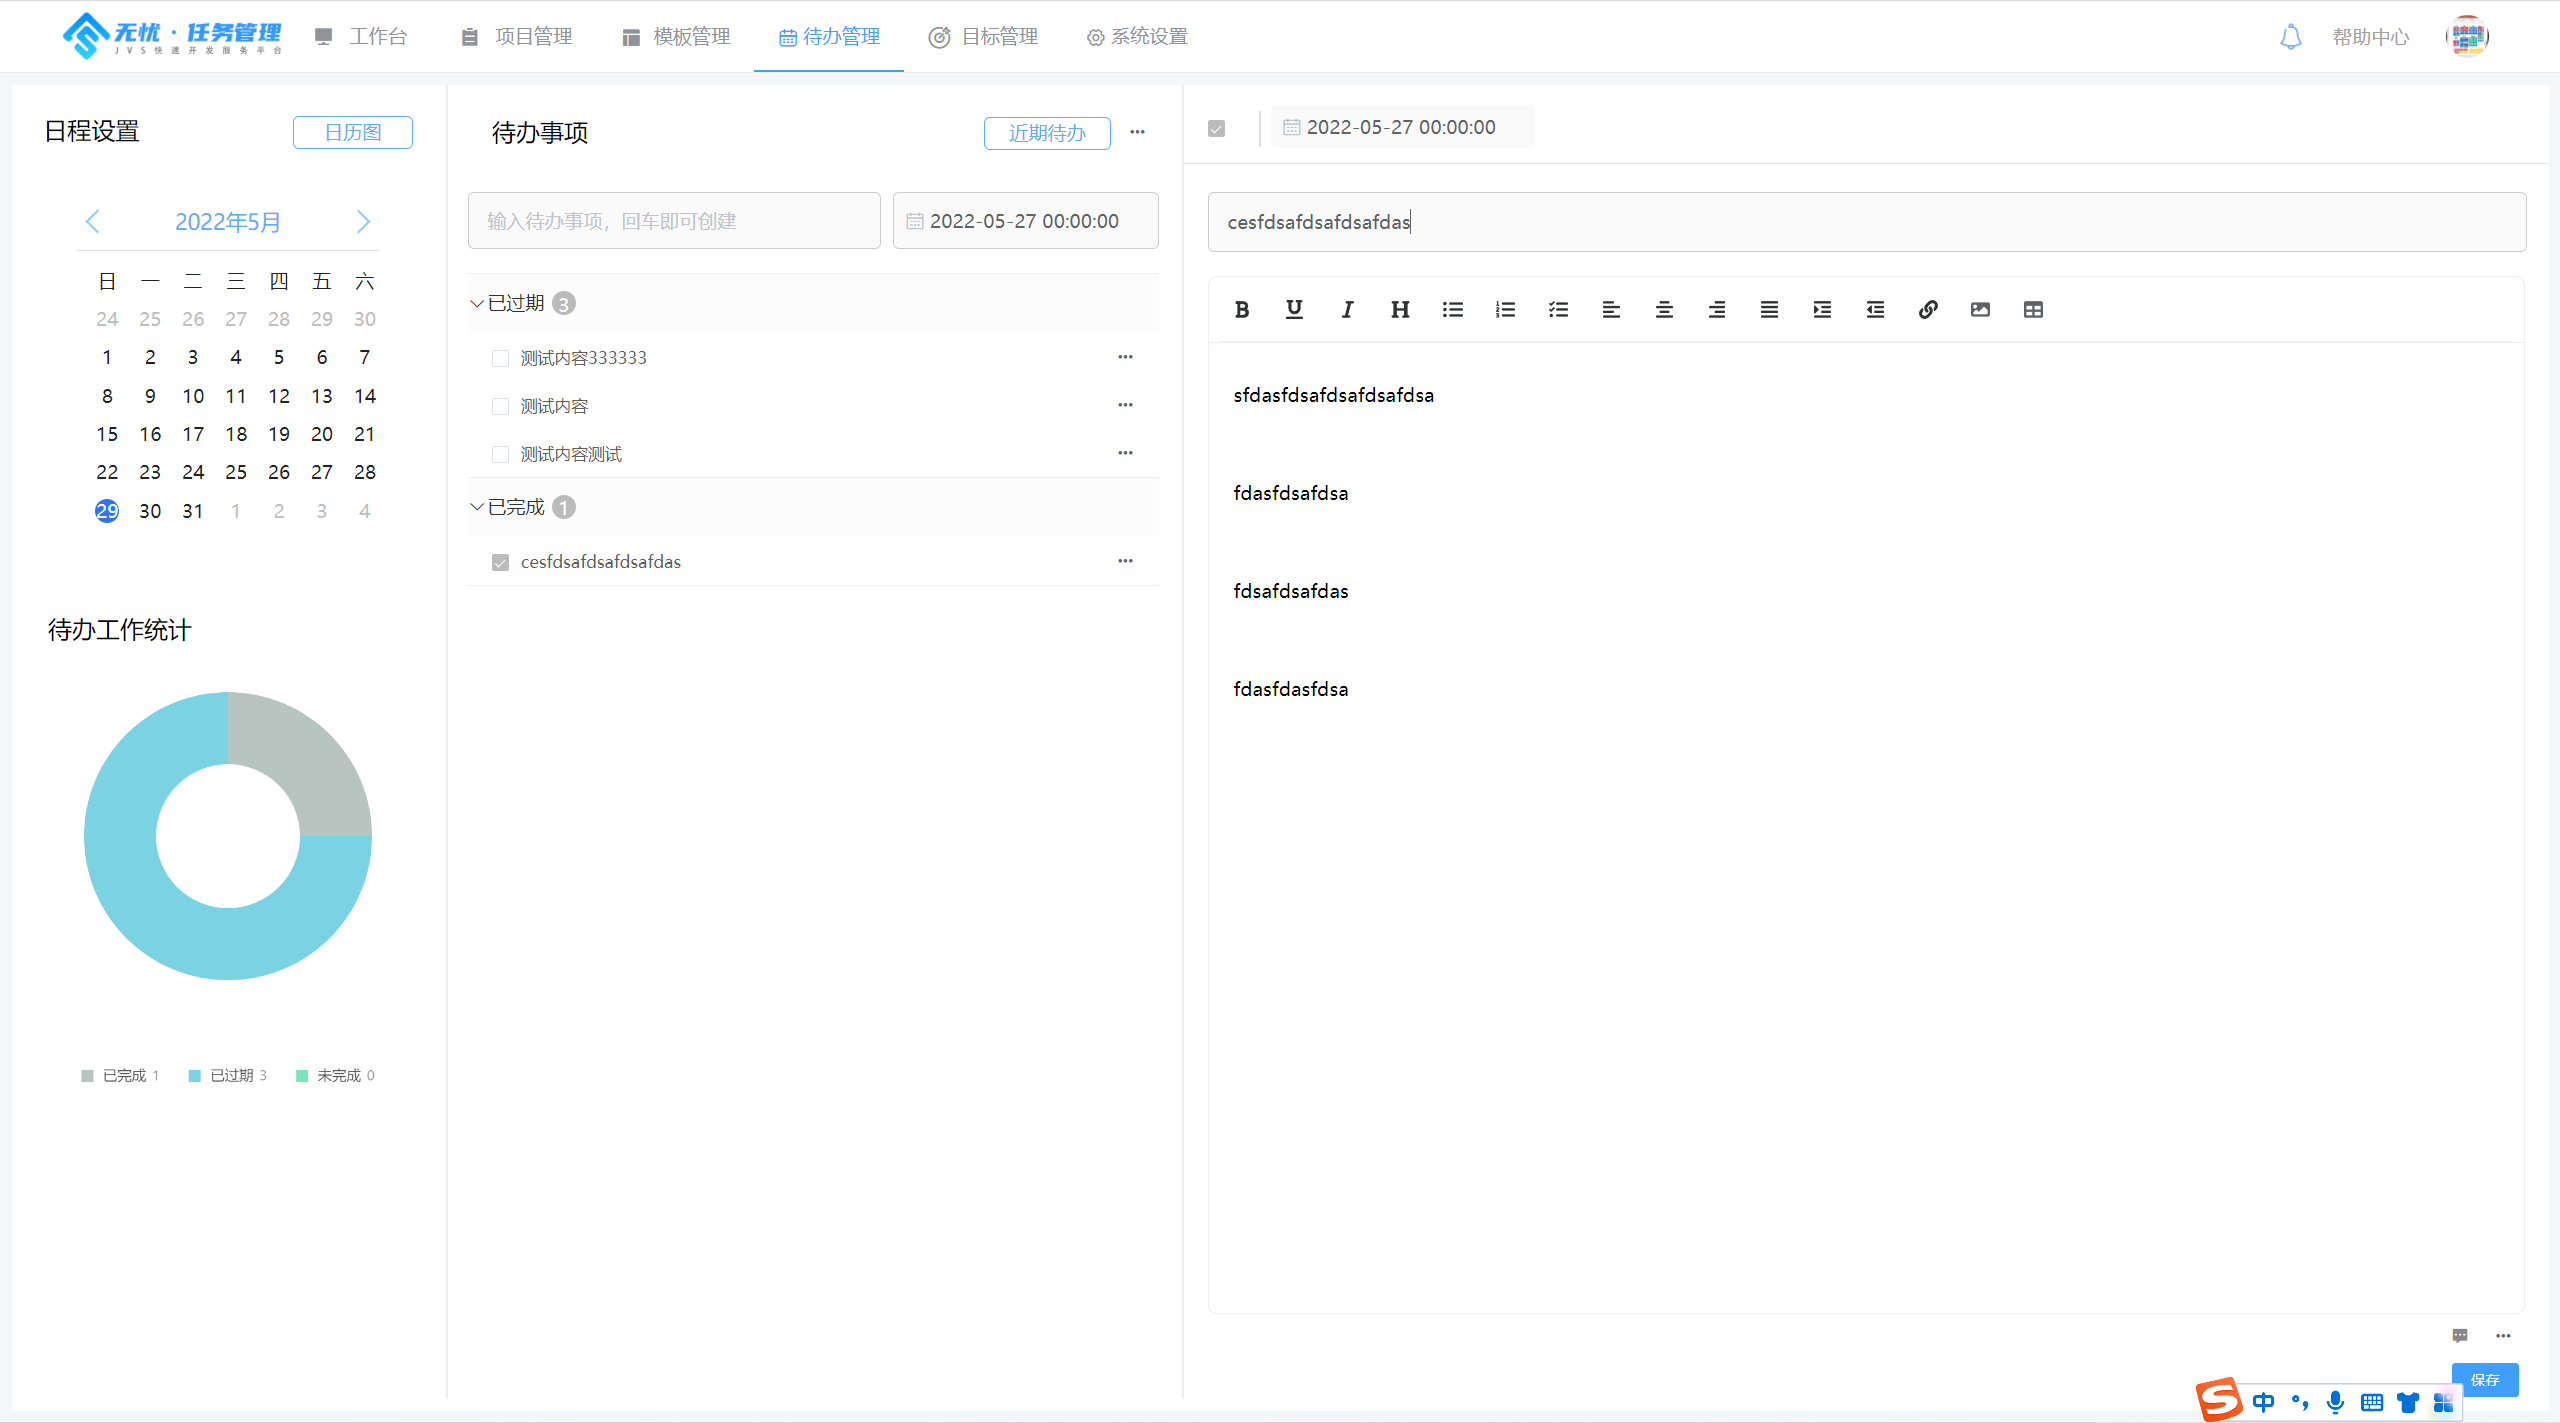 无忧·任务管理
JVS快速开发服务平台
工作台
项目管理
模板管理
待办管理
目标管理
系统设置
帮助中心
日程设置
日历图
2022年5月
日 一 二 三 四 五 六
24 25 26 27 28 29 30
1 2 3 4 5 6 7
8 9 10 11 12 13 14
15 16 17 18 19 20 21
22 23 24 25 26 27 28
29 30 31 1 2 3 4
待办工作统计
已完成 1 已过期 3 未完成 0
待办事项
近期待办
输入待办事项，回车即可创建
2022-05-27 00:00:00
已过期 3
测试内容333333
测试内容
测试内容测试
已完成 1
cesfdsafdsafdsafdas
2022-05-27 00:00:00
cesfdsafdsafdsafdas
B U I H
sfdasfdsafdsafdsafdsa
fdasfdsafdsa
fdsafdsafdas
fdasfdasfdsa
保存
S 中